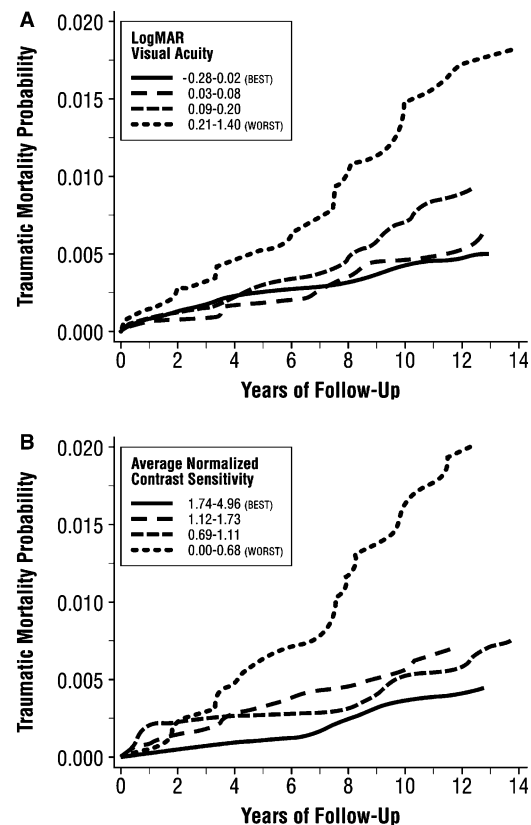 A
LogMAR
Visual Acuity
-0.28-0.02 (BEST)
0.03-0.08
0.09-0.20
0.21-1.40 (WORST)
Traumatic Mortality Probability
0.020
0.015
0.010
0.005
0.000
0 2 4 6 8 10 12 14
Years of Follow-Up
B
Average Normalized
Contrast Sensitivity
1.74-4.96 (BEST)
1.12-1.73
0.69-1.11
0.00-0.68 (WORST)
Traumatic Mortality Probability
0.020
0.015
0.010
0.005
0.000
0 2 4 6 8 10 12 14
Years of Follow-Up